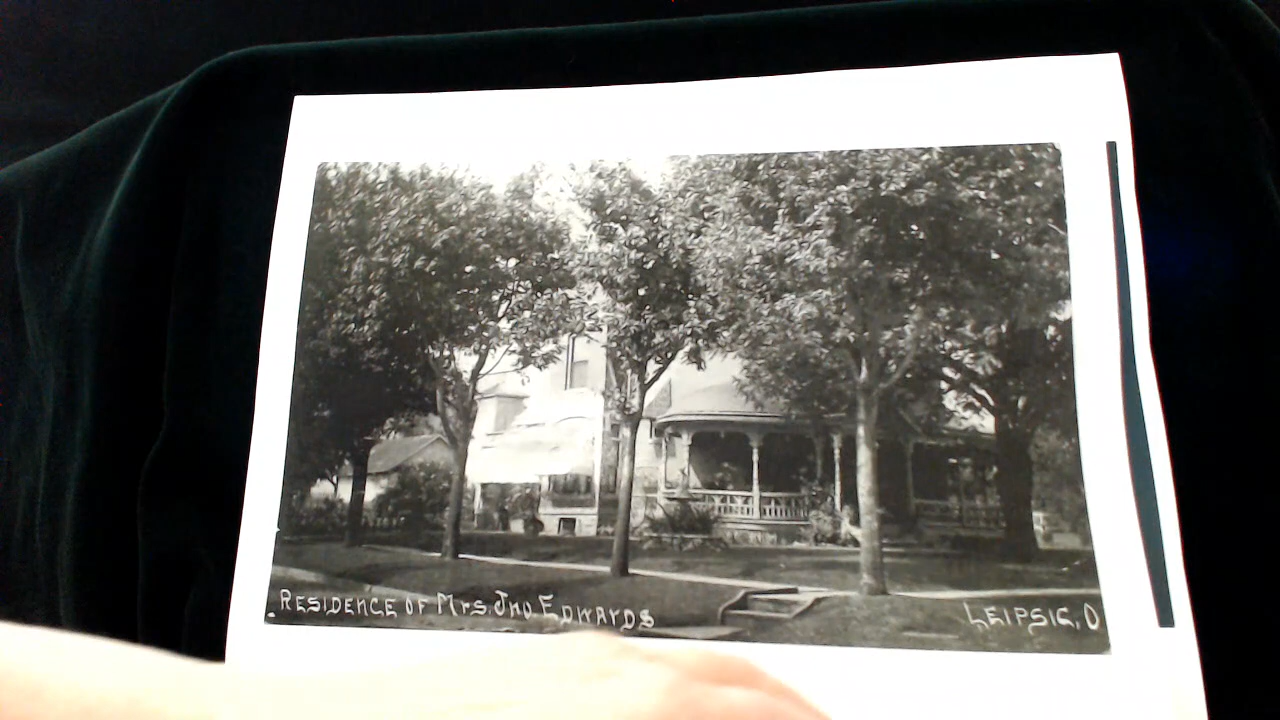 RESIDENCE OF MRS. JNO. EDWARDS
LEIPSIC, O